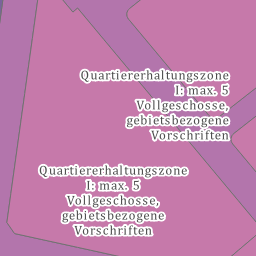 Quartiererhaltungszone
I: max. 5
Vollgeschosse,
gebietsbezogene
Vorschriften
Quartiererhaltungszone
I: max. 5
Vollgeschosse,
gebietsbezogene
Vorschriften